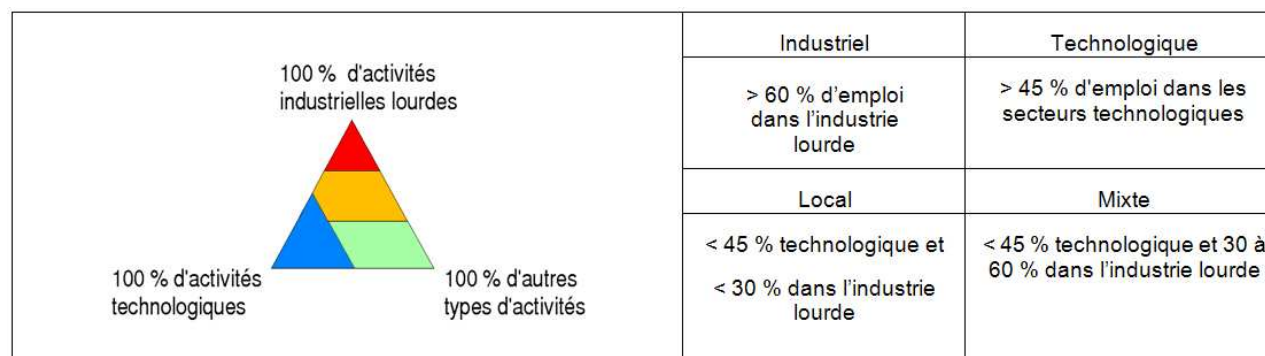 100 % d'activités
industrielles lourdes
100 % d'activités
technologiques
100 % d'autres
types d'activités
Industriel
> 60 % d'emploi
dans l'industrie
lourde
Technologique
> 45 % d'emploi dans les
secteurs technologiques
Local
< 45 % technologique et
< 30 % dans l'industrie
lourde
Mixte
< 45 % technologique et 30 à
60 % dans l'industrie lourde